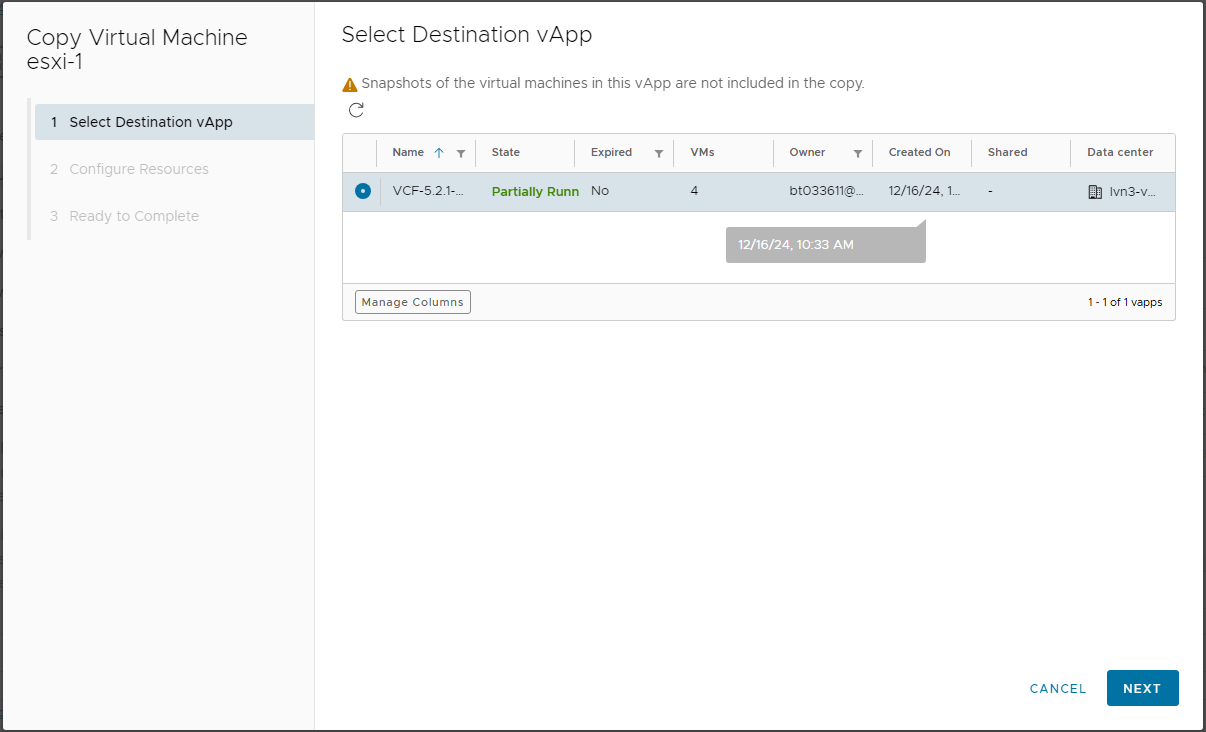 Copy Virtual Machine
esxi-1
1 Select Destination vApp
2 Configure Resources
3 Ready to Complete
Select Destination vApp
Snapshots of the virtual machines in this vApp are not included in the copy.
Name State Expired VMs Owner Created On Shared Data center
VCF-5.2.1-... Partially Runn No 4 bt033611@... 12/16/24, 1... - lvn3-v...
12/16/24, 10:33 AM
Manage Columns 1 - 1 of 1 vapps
CANCEL NEXT